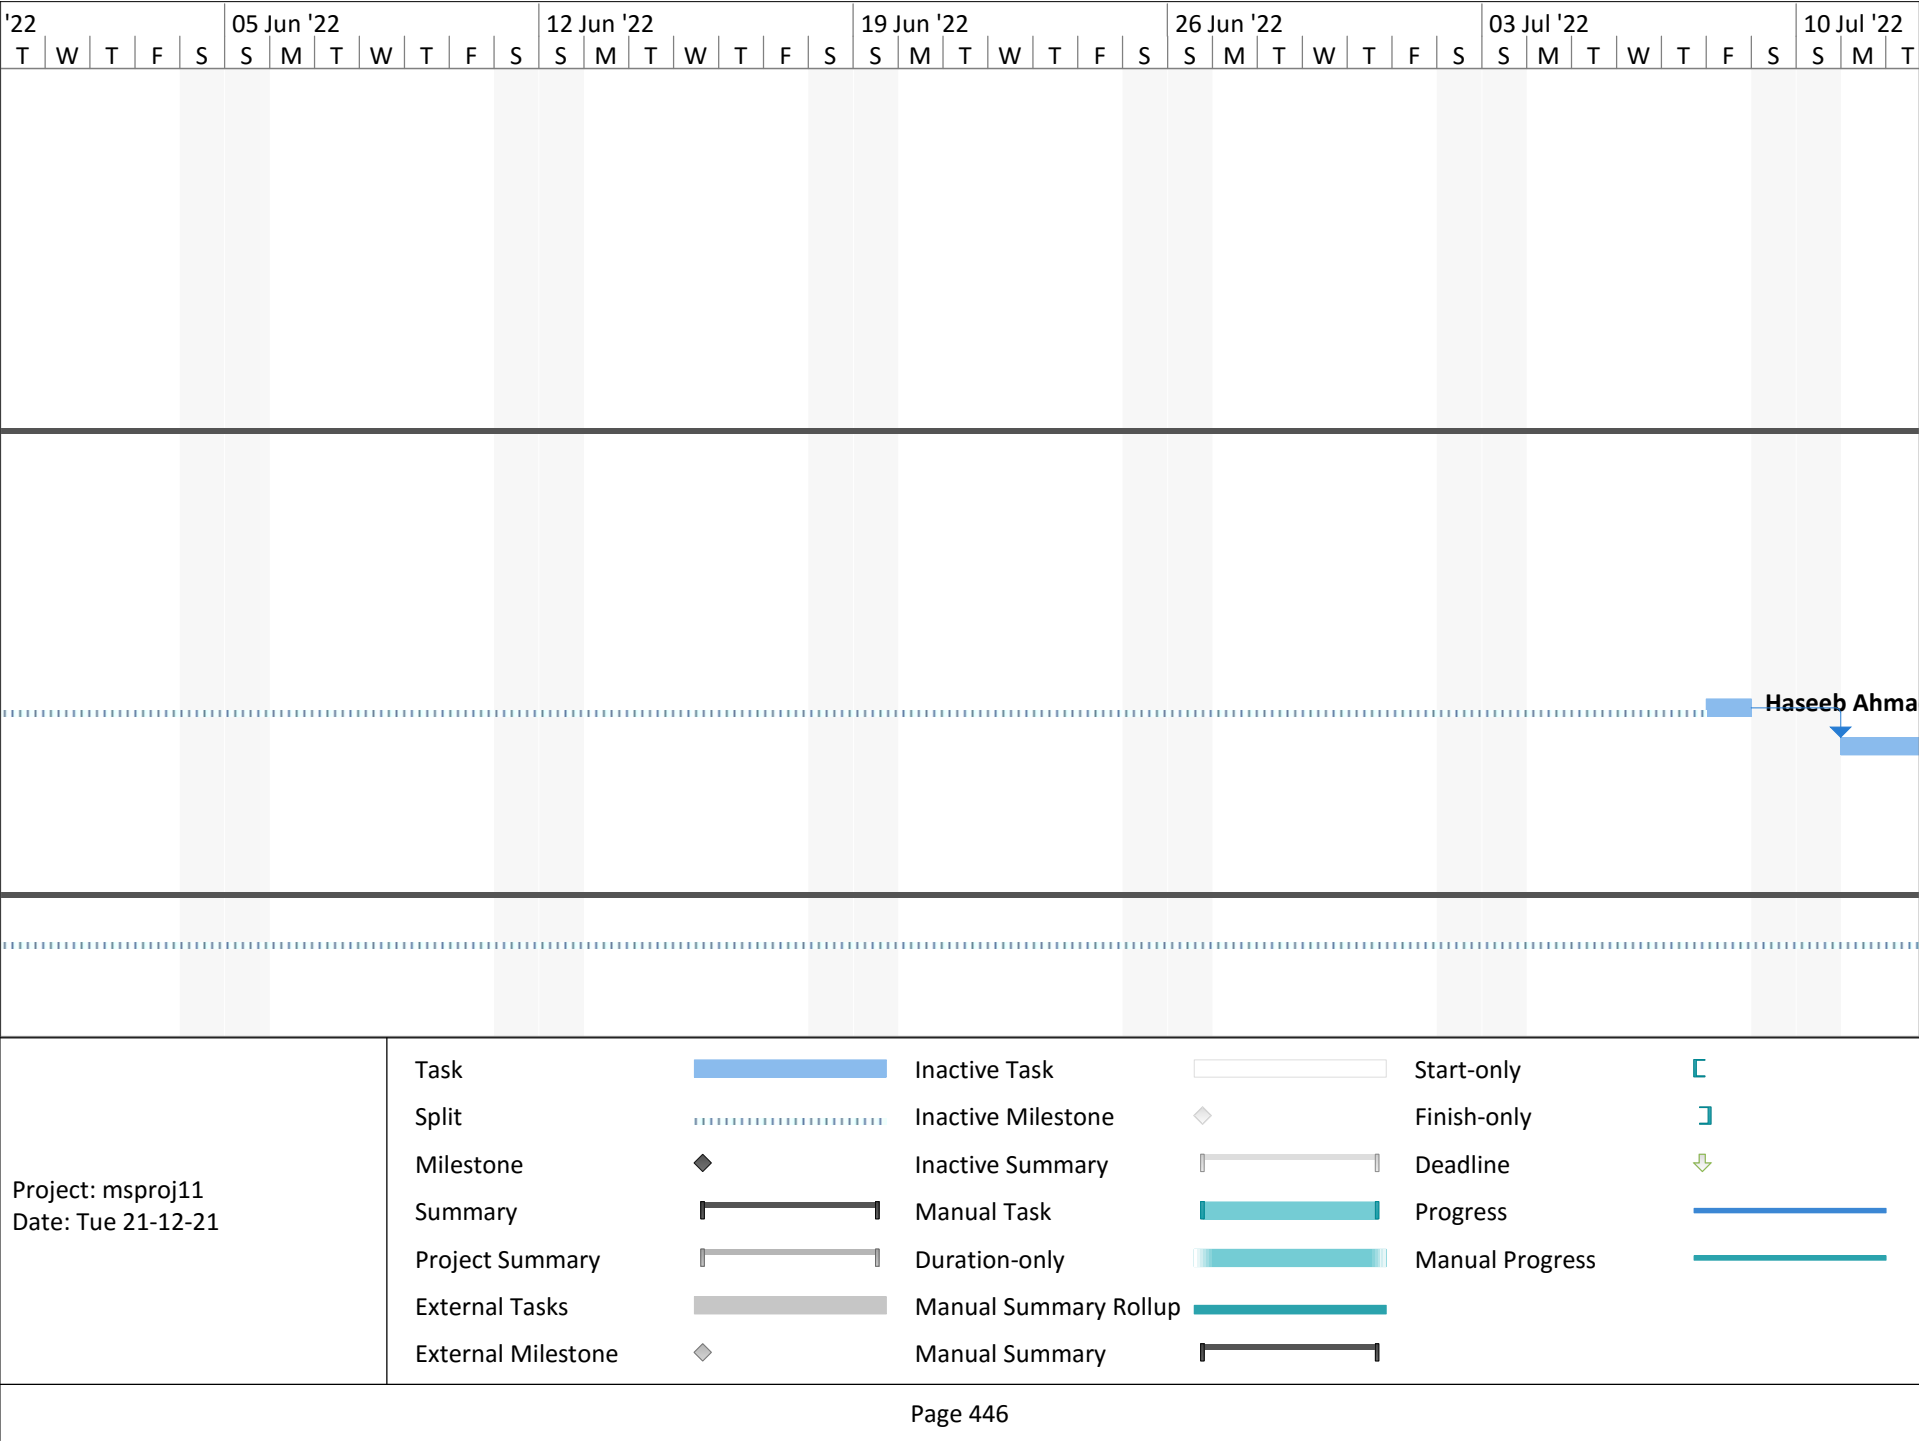 '22 05 Jun '22 12 Jun '22 19 Jun '22 26 Jun '22 03 Jul '22 10 Jul '22
T W T F S S M T W T F S S M T W T F S S M T W T F S S M T W T F S S M T W T F S S M T
Haseeb Ahma
Project: msproj11
Date: Tue 21-12-21
Task Inactive Task Start-only
Split Inactive Milestone Finish-only
Milestone Inactive Summary Deadline
Summary Manual Task Progress
Project Summary Duration-only Manual Progress
External Tasks Manual Summary Rollup
External Milestone Manual Summary
Page 446